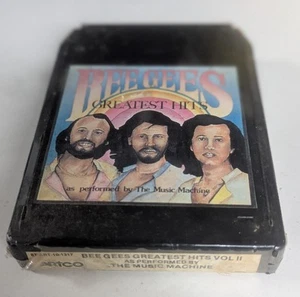 BEE GEES
GREATEST HITS
as performed by The Music Machine
BEE GEES GREATEST HITS VOL II
AS PERFORMED BY
THE MUSIC MACHINE